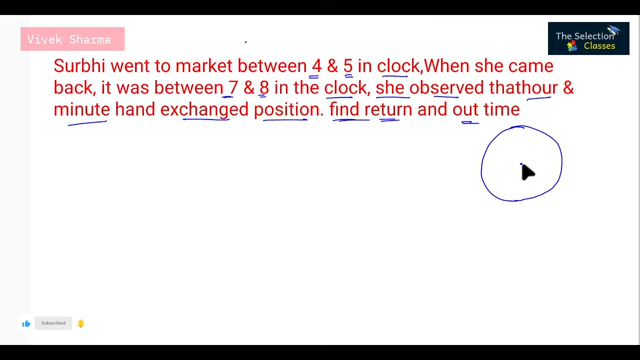 Vivek Sharma
The Selection
Classes
Surbhi went to market between 4 & 5 in clock,When she came
back, it was between 7 & 8 in the clock, she observed thathour &
minute hand exchanged position. find return and out time
Subscribed